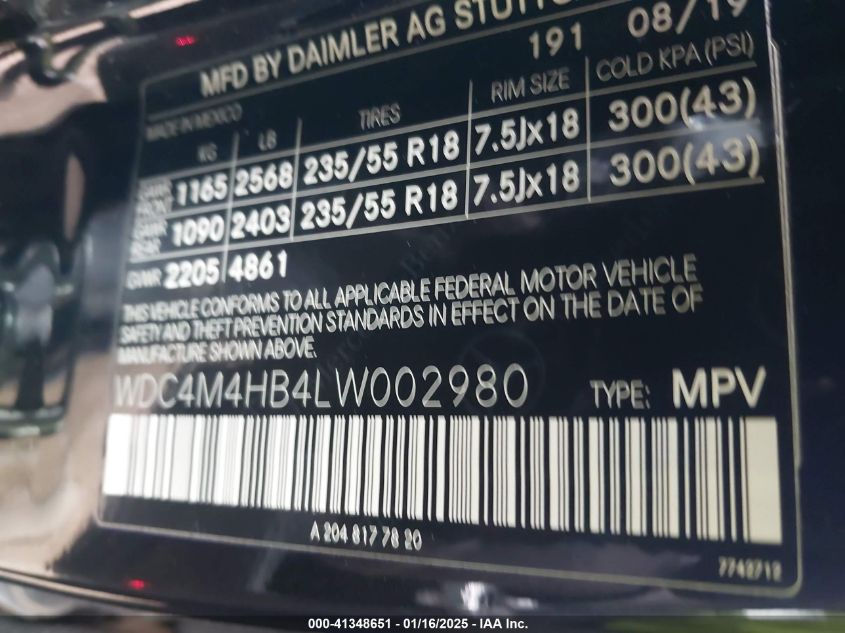 MFD BY DAIMLER AG STUTT
191 08/19
MADE IN MEXICO
KG LB TIRES RIM SIZE COLD KPA (PSI)
GAWR FRONT 1165 2568 235/55 R18 7.5Jx18 300(43)
GAWR REAR 1090 2403 235/55 R18 7.5Jx18 300(43)
GVWR 2205 4861
THIS VEHICLE CONFORMS TO ALL APPLICABLE FEDERAL MOTOR VEHICLE
SAFETY AND THEFT PREVENTION STANDARDS IN EFFECT ON THE DATE OF
MANUFACTURE SHOWN ABOVE.
WDC4M4HB4LW002980 TYPE: MPV
A 204 817 78 20
7742712
000-41348651 - 01/16/2025 - IAA Inc.